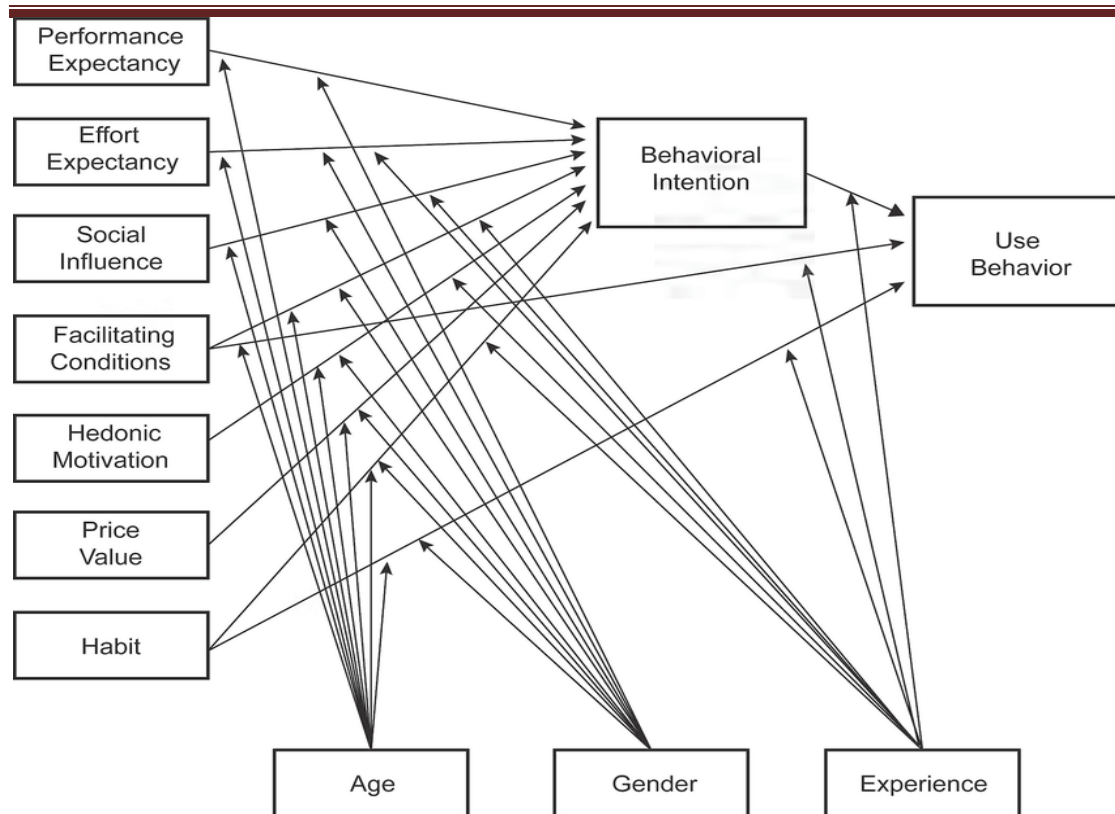 Performance
Expectancy
Effort
Expectancy
Social
Influence
Facilitating
Conditions
Hedonic
Motivation
Price
Value
Habit
Behavioral
Intention
Use
Behavior
Age
Gender
Experience